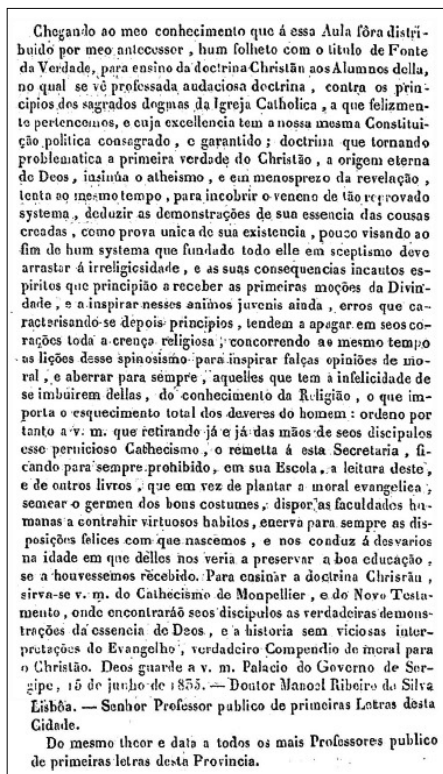 Chegando ao meo conhecimento que á essa Aula fôra distri-
buido por meo antecessor, hum folheto com o titulo de Fonte
da Verdade, para ensino da doctrina Christãn aos Alumnos della,
no qual se vê professada audaciosa doctrina, contra os prin-
cipios dos sagrados dogmas da Igreja Catholica, a que felizmen-
te pertencemos, e cuja excellencia tem a nossa mesma Constitui-
ção politica consagrado, e garantido; doctrina que tornando
problematica a primeira verdade do Christão, a origem eterna
de Deos, insinúa o atheismo, e em menosprezo da revelação,
tenta ao mesmo tempo, para incobrir o veneno de tão reprovado
systema, deduzir as demonstrações de sua essencia das cousas
creadas, como prova unica de sua existencia, pouco visando ao
fim de hum systema que fundado todo elle em sceptismo deve
arrastar á irreligiosidade, e as suas consequencias incautos es-
piritos que principião a receber as primeiras moções da Divin-
dade, e a inspirar nesses animos juvenis ainda, erros que ca-
racterisando-se depois principios, tendem a apagar em seos co-
rações toda a crença religiosa, concorrendo ao mesmo tempo
as lições desse spinosismo para inspirar falças opiniões de mo-
ral, e aberrar para sempre, aquelles que tem a infelicidade de
se imbuirem dellas, do conhecimento da Religião, o que im-
porta o esquecimento total dos deveres do homem: ordeno por
tanto a v. m. que retirando já e já das mãos de seos discipulos
esse pernicioso Cathecismo, o remetta á esta Secretaria, fi-
cando para sempre prohibido, em sua Escola, a leitura deste,
e de outros livros, que em vez de plantar a moral evangelica,
semear o germen dos bons costumes, dispor as faculdades hu-
manas a contrahir virtuosos habitos, enerva para sempre as dis-
posições felices com que nascemos, e nos conduz á desvarios
na idade em que delles nos veria a preservar a boa educação,
se a houvessemos recebido. Para ensinar a doctrina Chrisrãn,
sirva-se v. m. do Cathecismo de Monpellier, e do Novo Testa-
mento, onde encontraráõ seos discipulos as verdadeiras demons-
trações da essencia de Deos, e a historia sem viciosas inter-
pretações do Evangelho, verdadeiro Compendio de moral para
o Christão. Deos guarde a v. m. Palacio do Governo de Ser-
gipe, 15 de junho de 1835. — Doutor Manoel Ribeiro da Silva
Lisbôa. — Senhor Professor publico de primeiras Letras desta
Cidade.
Do mesmo theor e data a todos os mais Professores publico
de primeiras letras desta Provincia.